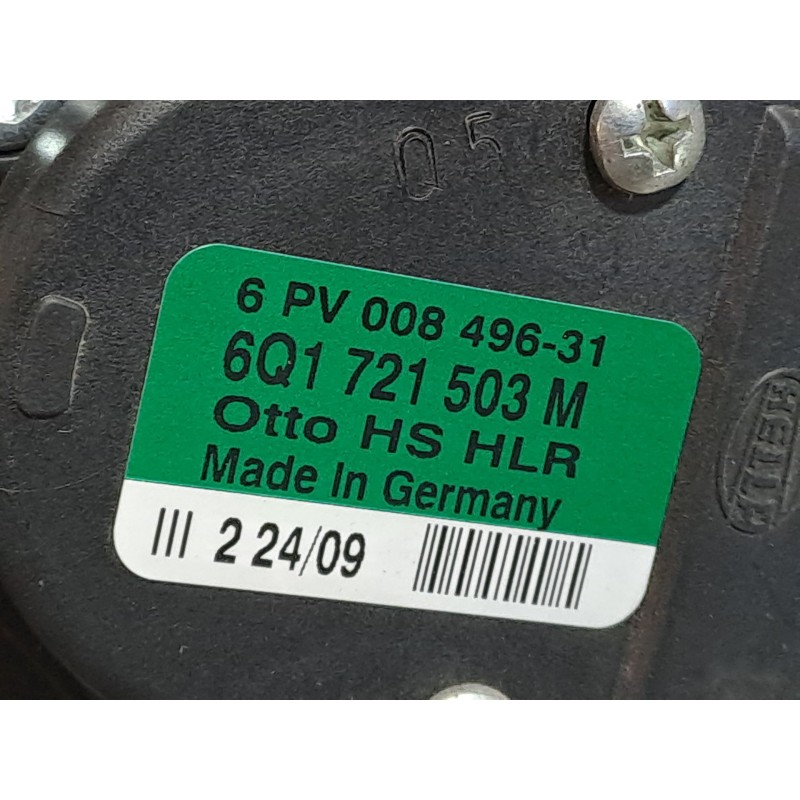 Q 5
6 PV 008 496-31
6Q1 721 503 M
Otto HS HLR
Made In Germany
III 2 24/09
HELLA